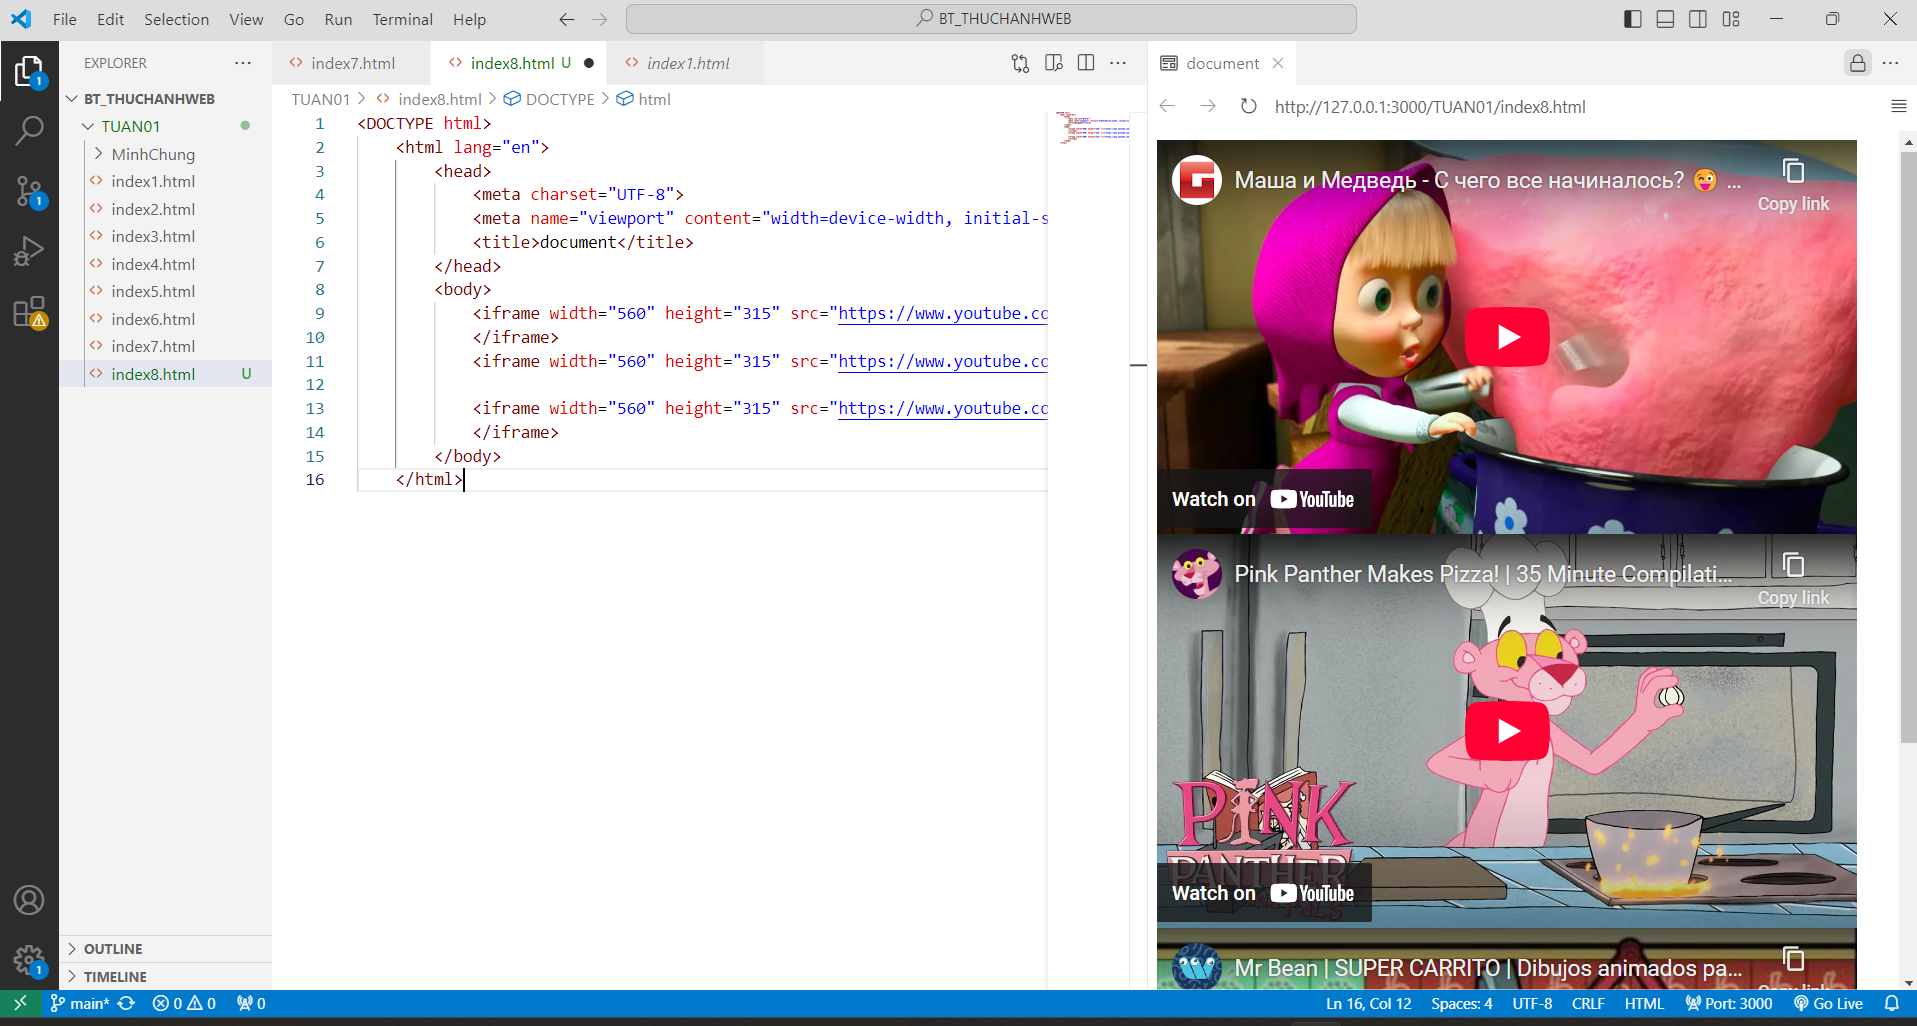 File Edit Selection View Go Run Terminal Help
BT_THUCHANHWEB
EXPLORER
BT_THUCHANHWEB
TUAN01
MinhChung
index1.html
index2.html
index3.html
index4.html
index5.html
index6.html
index7.html
index8.html U
OUTLINE
TIMELINE
1
1
1
index7.html
index8.html U
index1.html
TUAN01 > index8.html > DOCTYPE > html
1 <DOCTYPE html>
2 <html lang="en">
3 <head>
4 <meta charset="UTF-8">
5 <meta name="viewport" content="width=device-width, initial-s
6 <title>document</title>
7 </head>
8 <body>
9 <iframe width="560" height="315" src="https://www.youtube.co
10 </iframe>
11 <iframe width="560" height="315" src="https://www.youtube.co
12
13 <iframe width="560" height="315" src="https://www.youtube.co
14 </iframe>
15 </body>
16 </html>
document
http://127.0.0.1:3000/TUAN01/index8.html
Маша и Медведь - С чего все начиналось? 😜 ...
Copy link
Watch on YouTube
Pink Panther Makes Pizza! | 35 Minute Compilati...
Copy link
PINK
PANTHER
Watch on YouTube
Mr Bean | SUPER CARRITO | Dibujos animados pa...
Copy link
main* 0 0 0
Ln 16, Col 12 Spaces: 4 UTF-8 CRLF HTML Port: 3000 Go Live